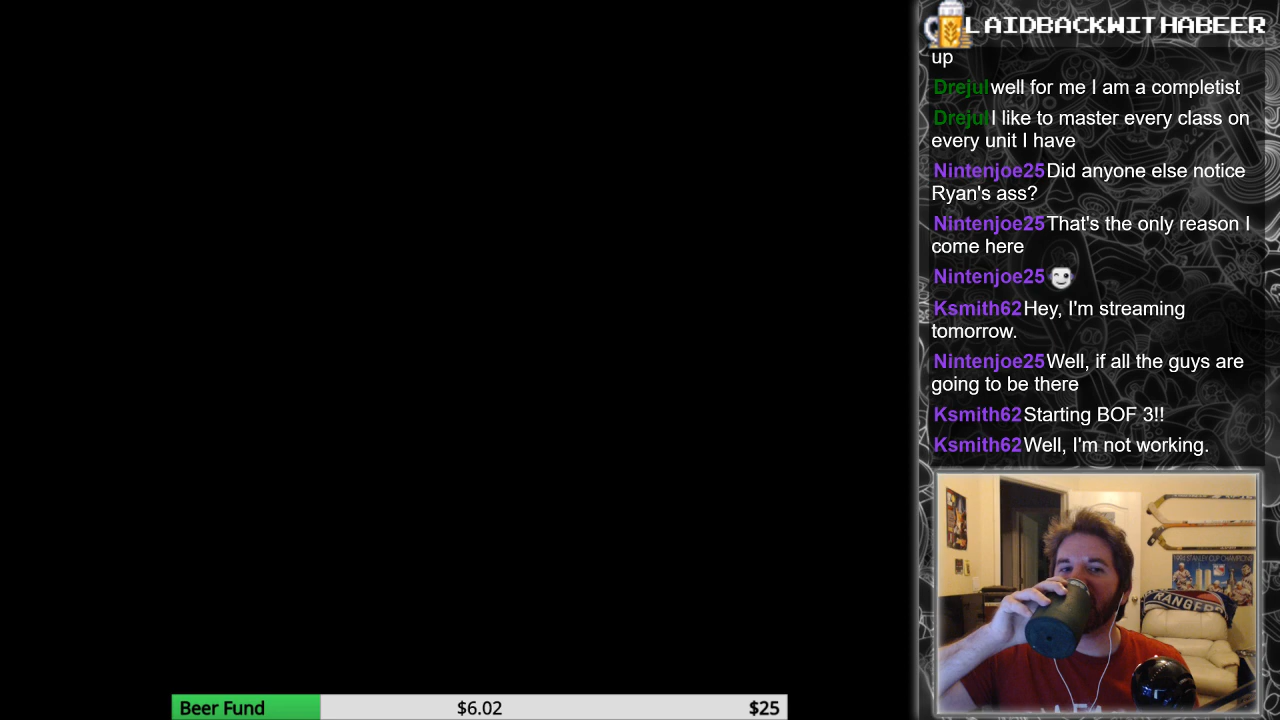 LAIDBACKWITHABEER
up
Drejul well for me I am a completist
Drejul I like to master every class on
every unit I have
Nintenjoe25 Did anyone else notice
Ryan's ass?
Nintenjoe25 That's the only reason I
come here
Nintenjoe25
Ksmith62 Hey, I'm streaming
tomorrow.
Nintenjoe25 Well, if all the guys are
going to be there
Ksmith62 Starting BOF 3!!
Ksmith62 Well, I'm not working.
STANLEY CUP CHAMPIONS
RANGERS
Beer Fund $6.02 $25